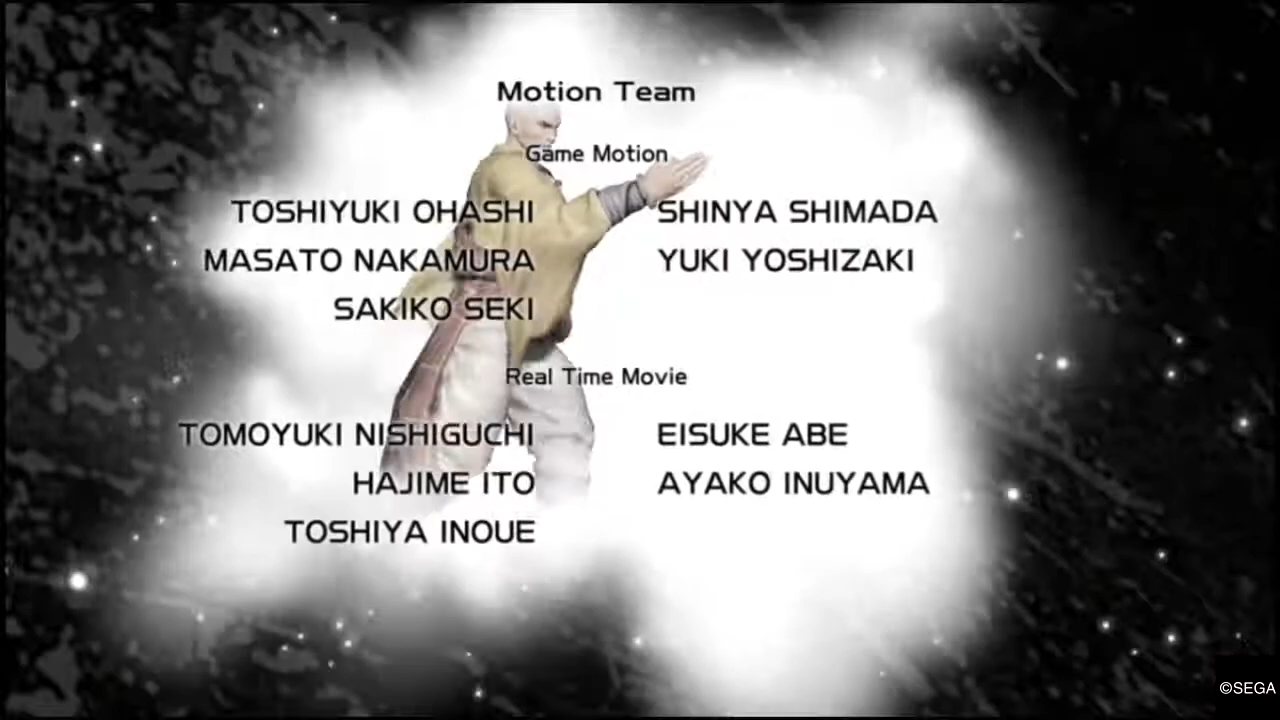 Motion Team
Game Motion
TOSHIYUKI OHASHI SHINYA SHIMADA
MASATO NAKAMURA YUKI YOSHIZAKI
SAKIKO SEKI
Real Time Movie
TOMOYUKI NISHIGUCHI EISUKE ABE
HAJIME ITO AYAKO INUYAMA
TOSHIYA INOUE
©SEGA